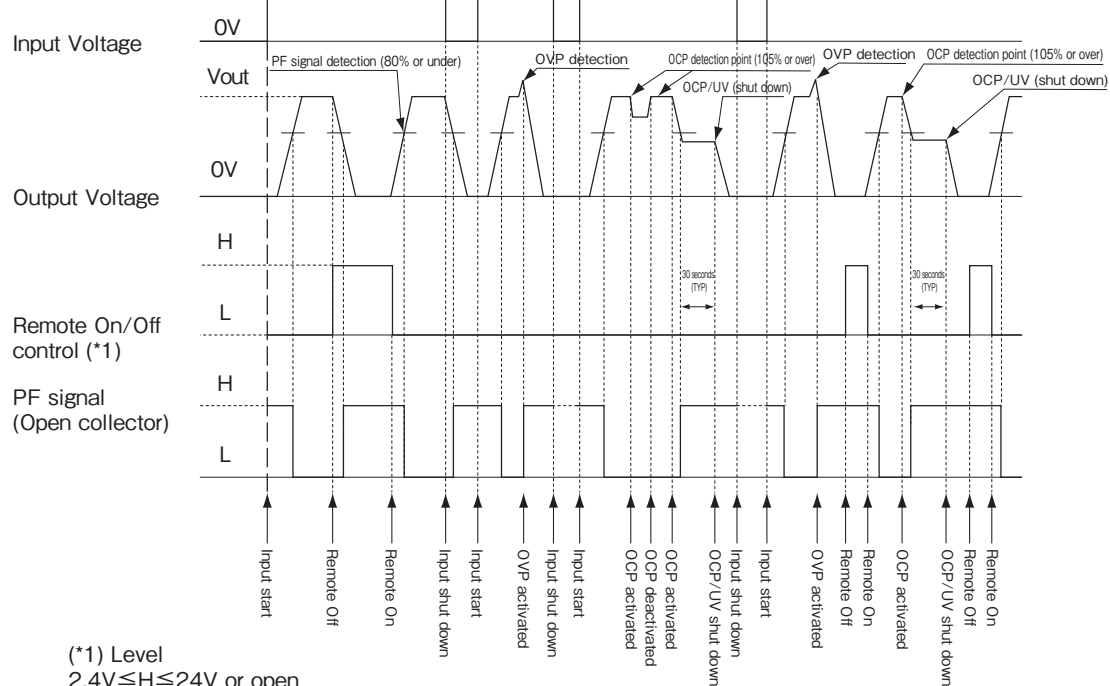 0V
Input Voltage
PF signal detection (80% or under)
OVP detection
OCP detection point (105% or over)
OVP detection
OCP detection point (105% or over)
Vout
OCP/UV (shut down)
OCP/UV (shut down)
0V
Output Voltage
H
30 seconds
(TYP)
30 seconds
(TYP)
L
Remote On/Off
control (*1)
H
PF signal
(Open collector)
L
Input start
Remote Off
Remote On
Input shut down
Input start
OVP activated
Input shut down
Input start
OCP activated
OCP deactivated
OCP activated
OCP/UV shut down
Input shut down
Input start
OVP activated
Remote Off
Remote On
OCP activated
OCP/UV shut down
Remote Off
Remote On
(*1) Level
2.4V≦H≦24V or open